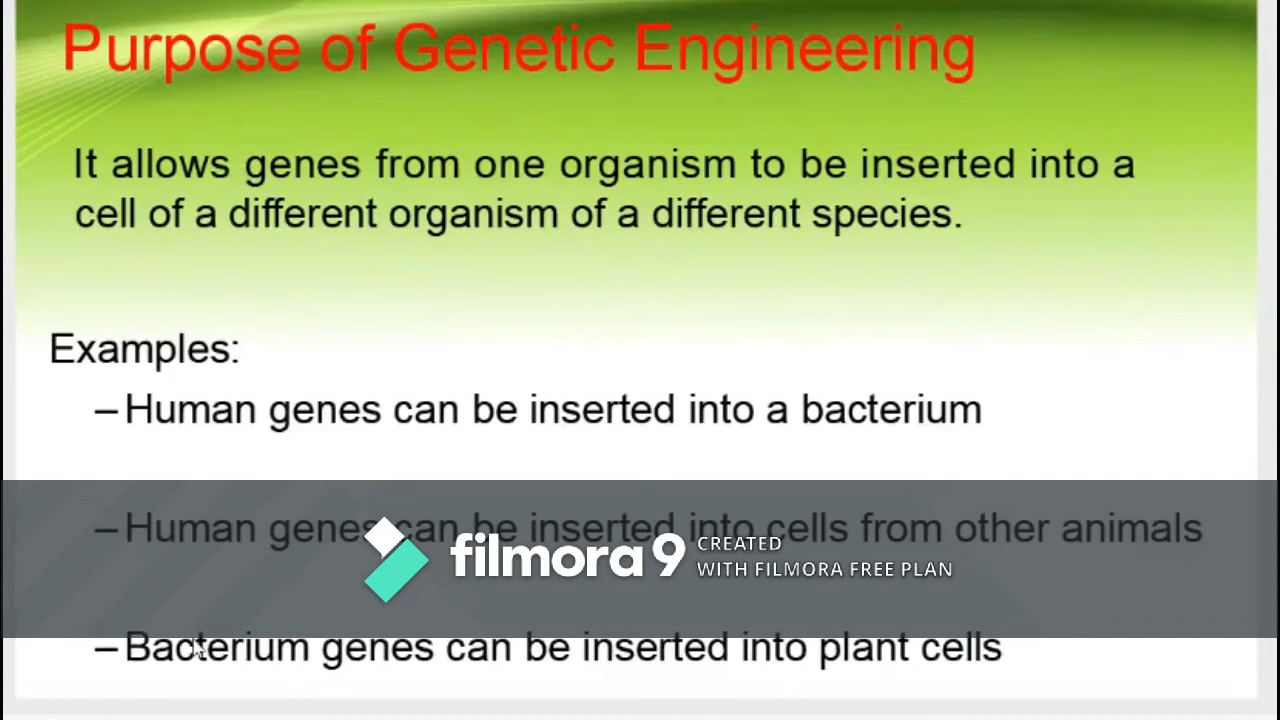 Purpose of Genetic Engineering
It allows genes from one organism to be inserted into a
cell of a different organism of a different species.
Examples:
– Human genes can be inserted into a bacterium
– Human genes can be inserted into cells from other animals
filmora9 CREATED
WITH FILMORA FREE PLAN
– Bacterium genes can be inserted into plant cells